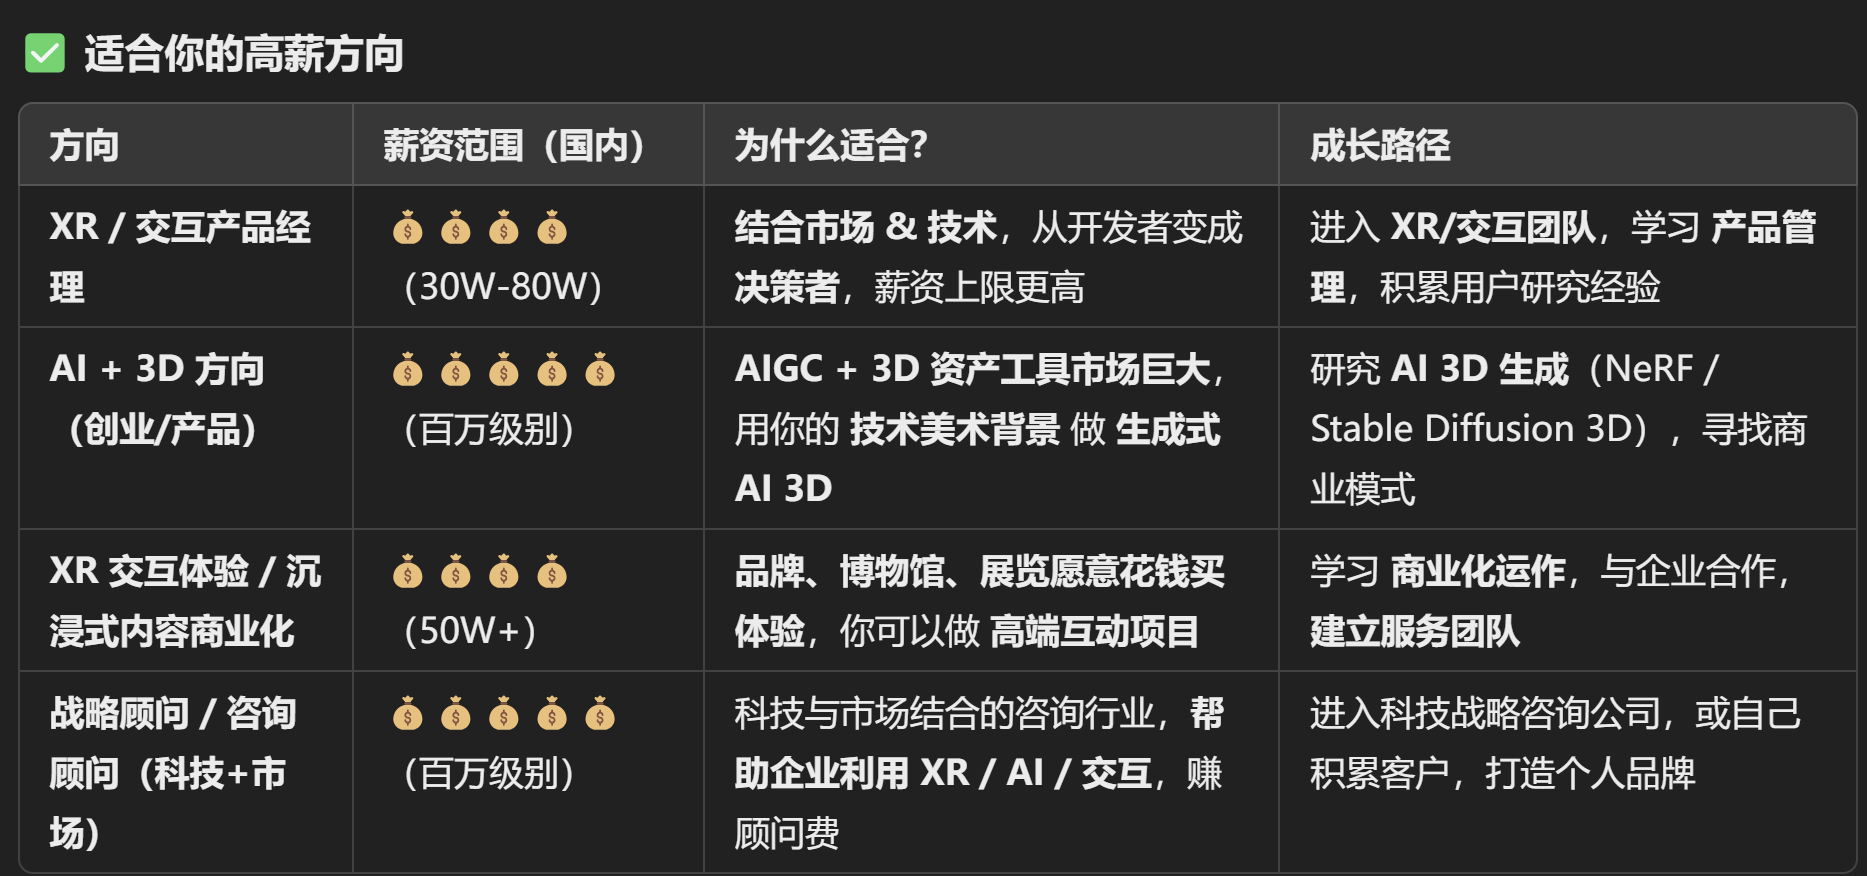 ✅ 适合你的高薪方向
方向
薪资范围（国内）
为什么适合？
成长路径
XR / 交互产品经
理
💰 💰 💰 💰
（30W-80W）
结合市场 & 技术，从开发者变成
决策者，薪资上限更高
进入 XR/交互团队，学习 产品管
理，积累用户研究经验
AI + 3D 方向
（创业/产品）
💰 💰 💰 💰 💰
（百万级别）
AIGC + 3D 资产工具市场巨大，
用你的 技术美术背景 做 生成式
AI 3D
研究 AI 3D 生成（NeRF /
Stable Diffusion 3D），寻找商
业模式
XR 交互体验 / 沉
浸式内容商业化
💰 💰 💰 💰
（50W+）
品牌、博物馆、展览愿意花钱买
体验，你可以做 高端互动项目
学习 商业化运作，与企业合作，
建立服务团队
战略顾问 / 咨询
顾问（科技+市
场）
💰 💰 💰 💰 💰
（百万级别）
科技与市场结合的咨询行业，帮
助企业利用 XR / AI / 交互，赚
顾问费
进入科技战略咨询公司，或自己
积累客户，打造个人品牌